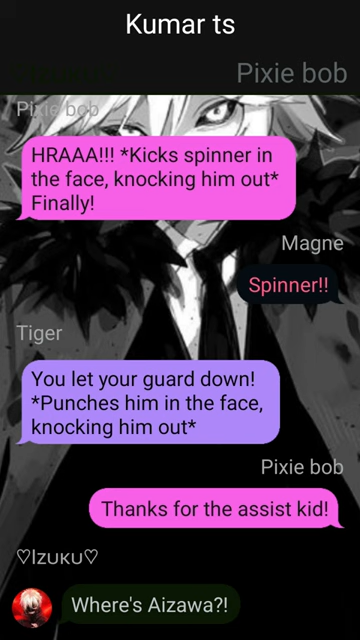 Kumar ts
Pixie bob
Pixie bob
HRAAA!!! *Kicks spinner in
the face, knocking him out*
Finally!
Magne
Spinner!!
Tiger
You let your guard down!
*Punches him in the face,
knocking him out*
Pixie bob
Thanks for the assist kid!
♡Izuku♡
Where's Aizawa?!